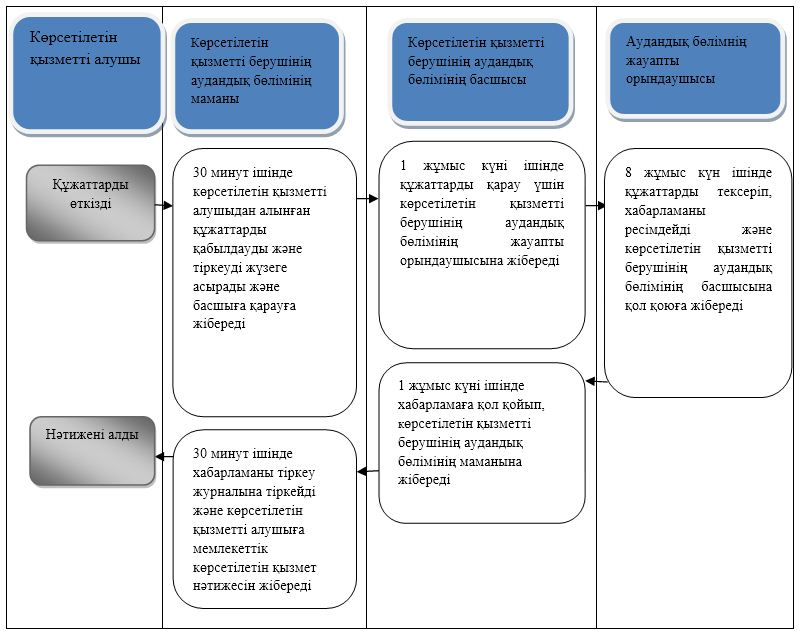 Көрсетілетін
қызметті алушы
Көрсетілетін
қызметті берушінің
аудандық бөлімінің
маманы
Көрсетілетін қызметті
берушінің аудандық
бөлімінің басшысы
Аудандық бөлімнің
жауапты
орындаушысы
Құжаттарды
өткізді
30 минут ішінде
көрсетілетін қызметті
алушыдан алынған
құжаттарды
қабылдауды және
тіркеуді жүзеге
асырады және
басшыға қарауға
жібереді
1 жұмыс күні ішінде
құжаттарды қарау үшін
көрсетілетін қызметті
берушінің аудандық
бөлімінің жауапты
орындаушысына жібереді
8 жұмыс күн ішінде
құжаттарды тексеріп,
хабарламаны
ресімдейді және
көрсетілетін қызметті
берушінің аудандық
бөлімінің басшысына
қол қоюға жібереді
1 жұмыс күні ішінде
хабарламаға қол қойып,
көрсетілетін қызметті
берушінің аудандық
бөлімінің маманына
жібереді
30 минут ішінде
хабарламаны тіркеу
журналына тіркейді
және көрсетілетін
қызметті алушыға
мемлекеттік
көрсетілетін қызмет
нәтижесін жібереді
Нәтижені алды